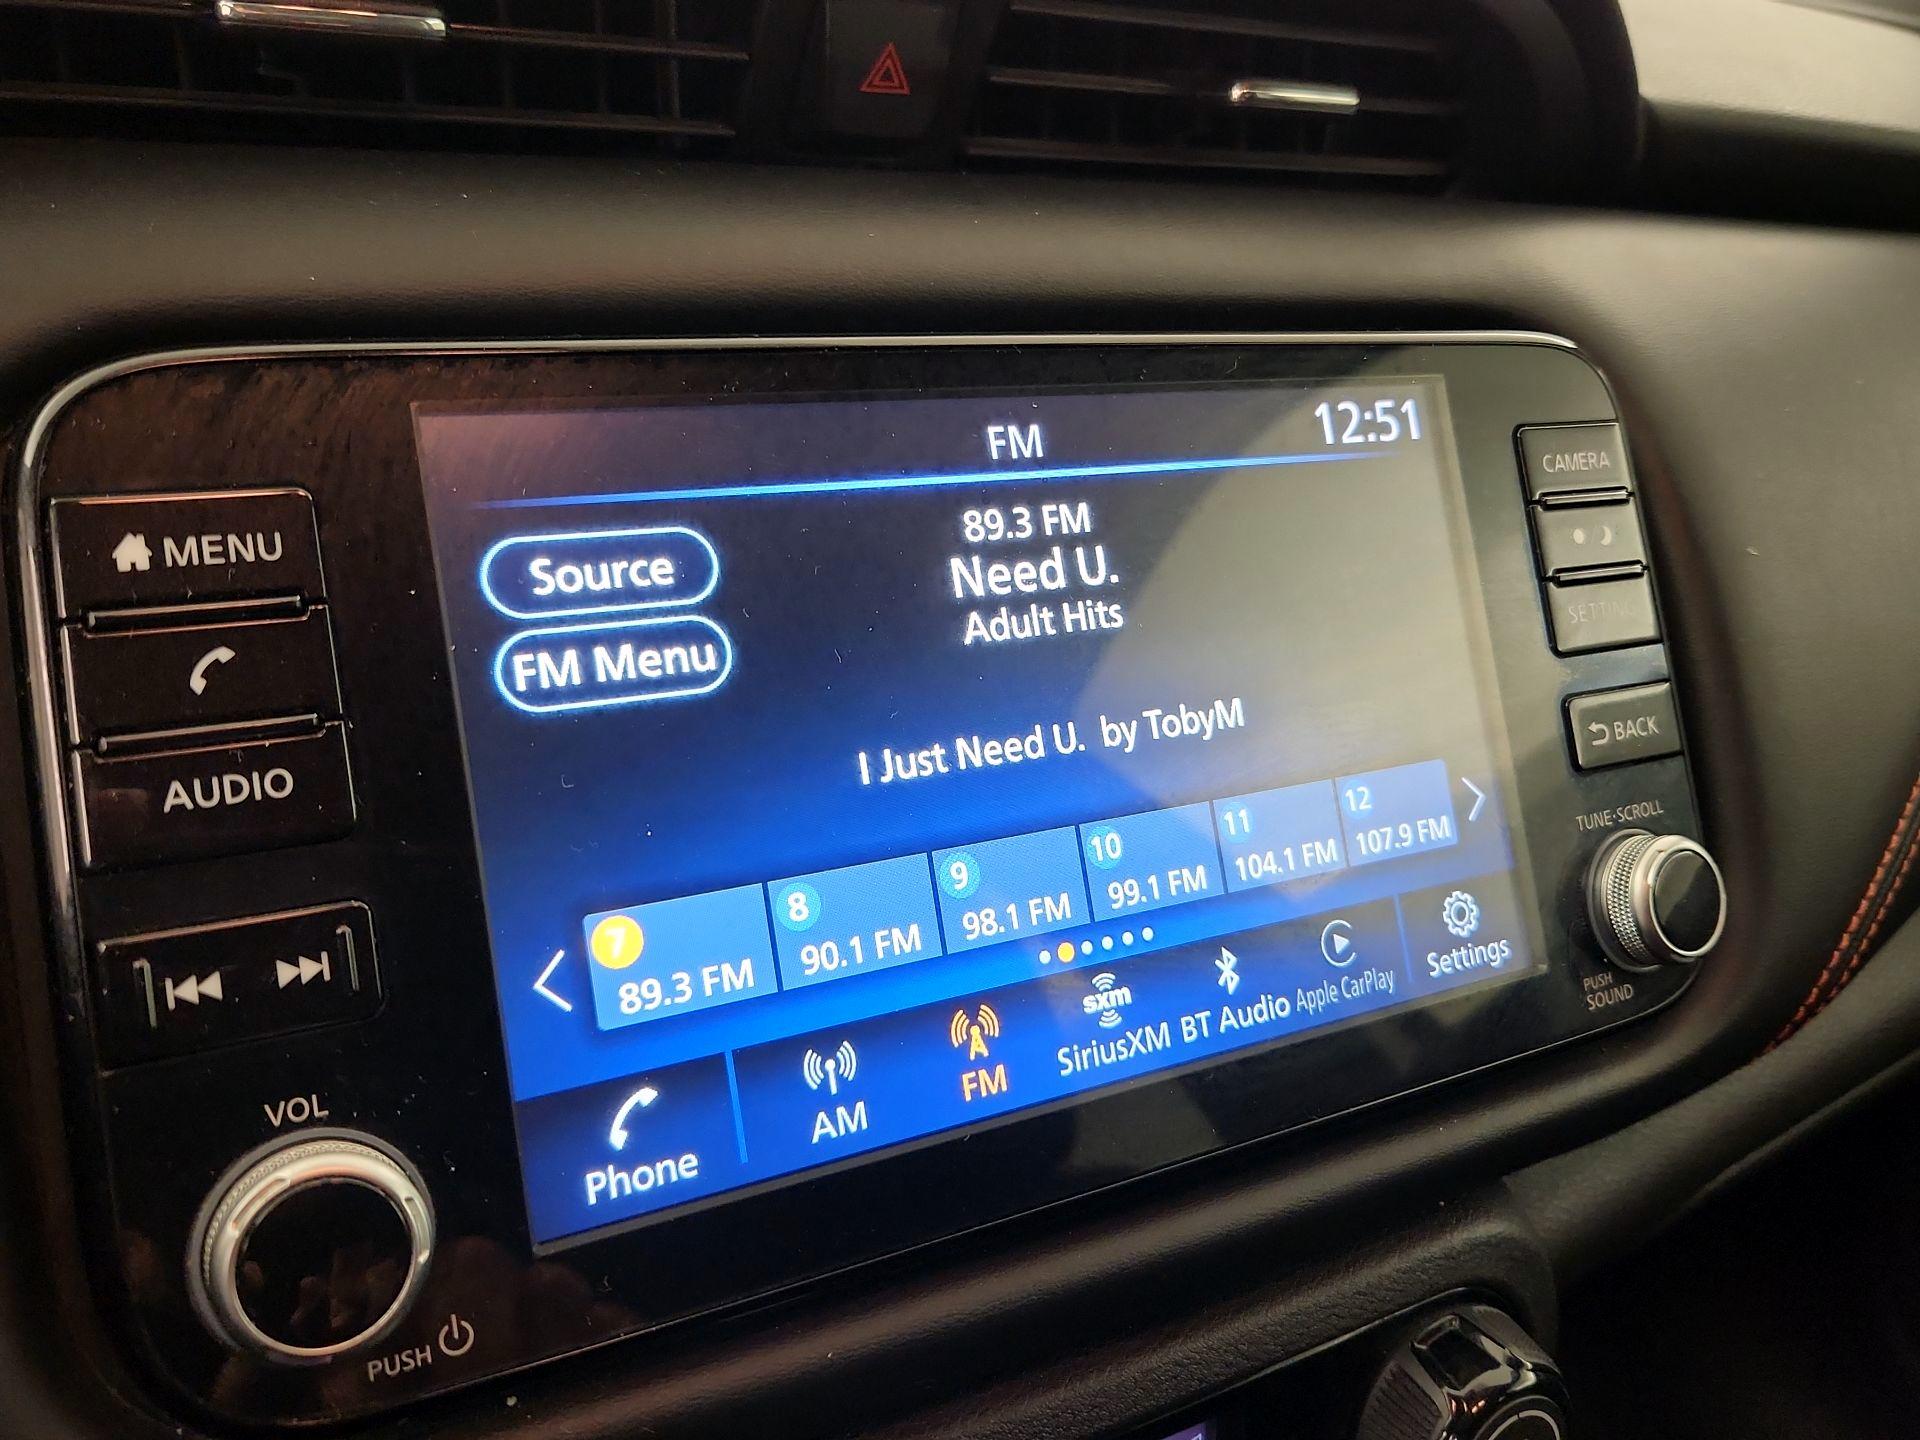 FM
12:51
89.3 FM
Need U.
Adult Hits
Source
FM Menu
I Just Need U. by TobyM
7
89.3 FM
8
90.1 FM
9
98.1 FM
10
99.1 FM
11
104.1 FM
12
107.9 FM
Phone
AM
FM
sxm
SiriusXM
BT Audio
Apple CarPlay
Settings
MENU
AUDIO
VOL
PUSH
CAMERA
SETTING
BACK
TUNE·SCROLL
PUSH
SOUND